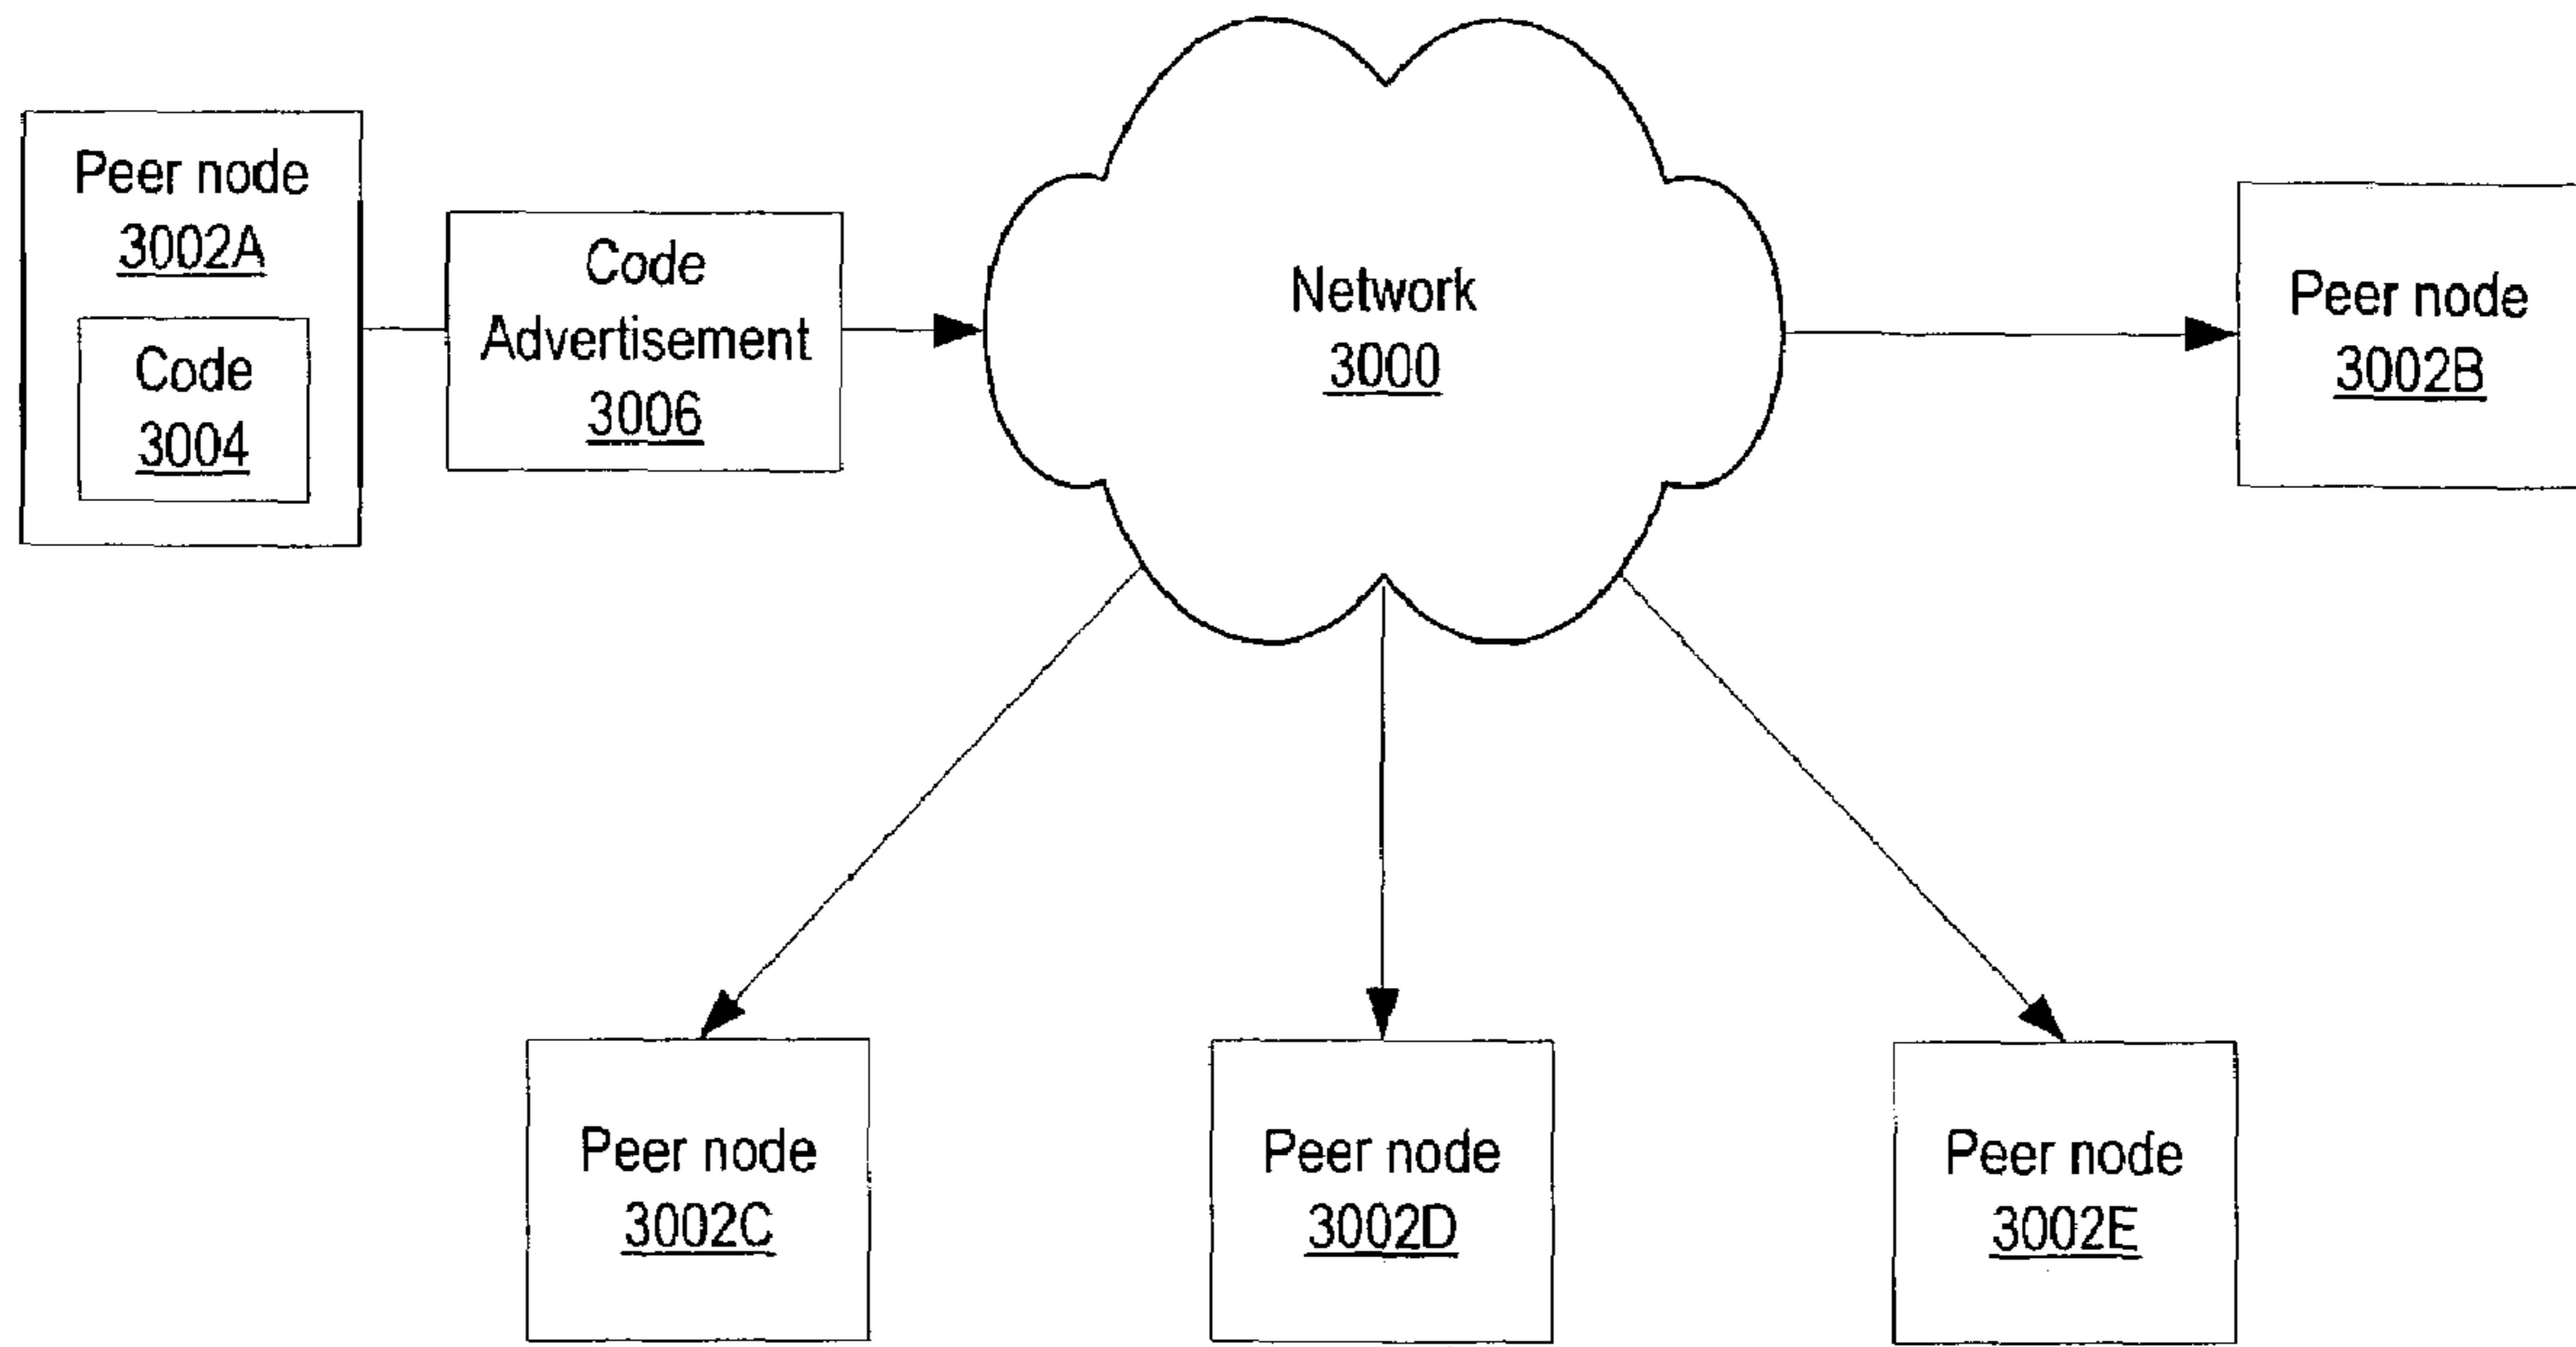 Peer node
3002A
Code
3004
Code
Advertisement
3006
Network
3000
Peer node
3002B
Peer node
3002C
Peer node
3002D
Peer node
3002E